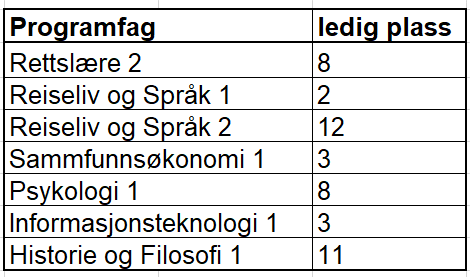 Programfag ledig plass
Rettslære 2 8
Reiseliv og Språk 1 2
Reiseliv og Språk 2 12
Sammfunnsøkonomi 1 3
Psykologi 1 8
Informasjonsteknologi 1 3
Historie og Filosofi 1 11